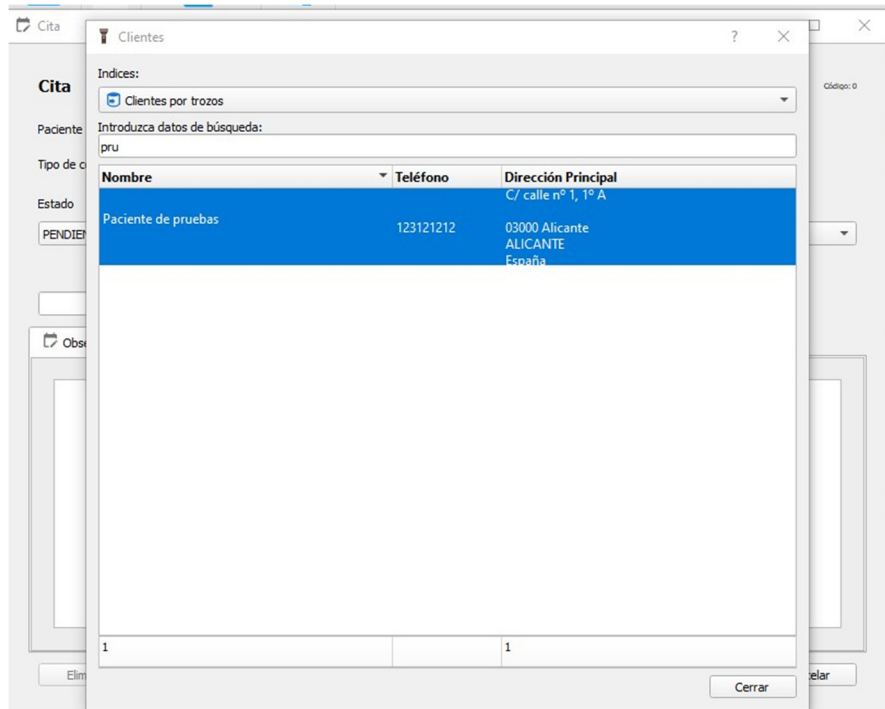 Cita
Clientes
?
Indices:
Cita
Código: 0
Clientes por trozos
Paciente
Introduzca datos de búsqueda:
pru
Tipo de
Nombre
Teléfono
Dirección Principal
Estado
Paciente de pruebas
123121212
C/ calle nº 1, 1º A
03000 Alicante
ALICANTE
España
PENDIEN
Obse
1
1
Elim
elar
Cerrar